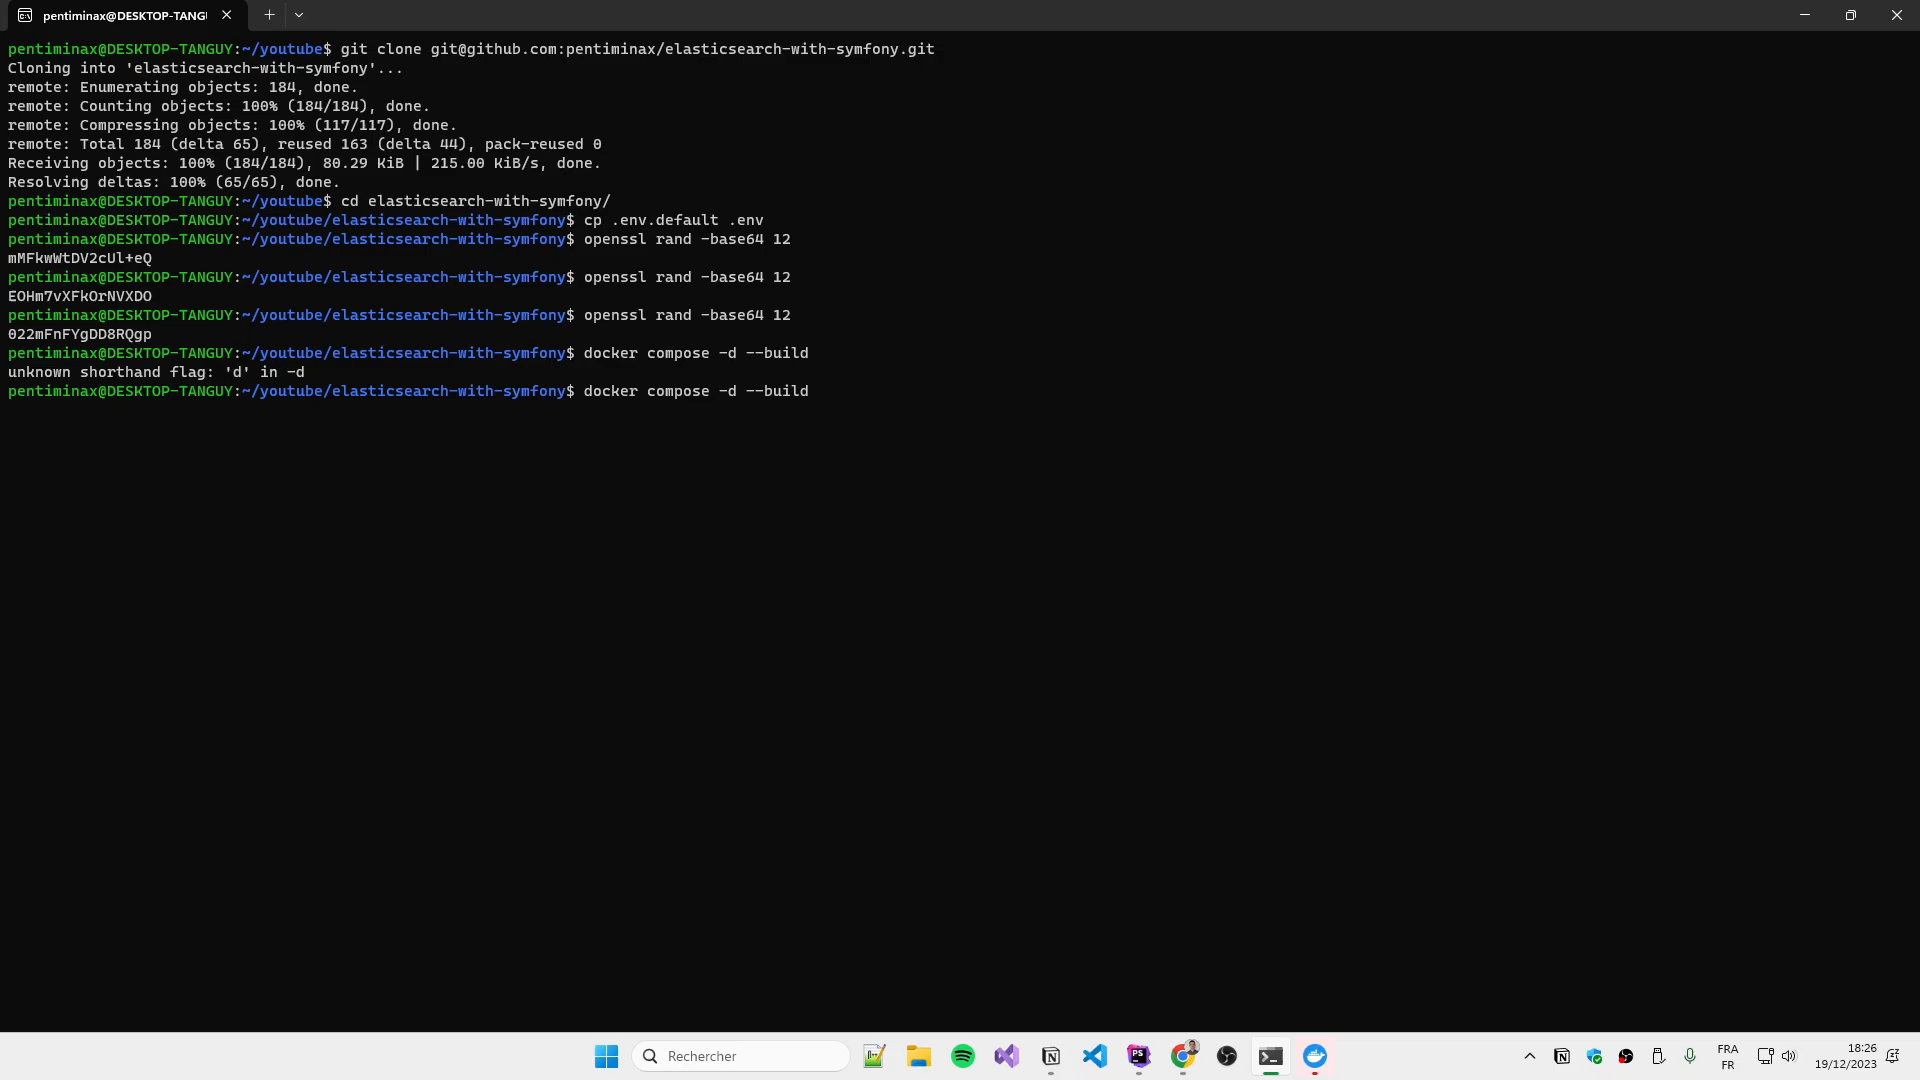 pentiminax@DESKTOP-TANGU
pentiminax@DESKTOP-TANGUY:~/youtube$ git clone git@github.com:pentiminax/elasticsearch-with-symfony.git
Cloning into 'elasticsearch-with-symfony'...
remote: Enumerating objects: 184, done.
remote: Counting objects: 100% (184/184), done.
remote: Compressing objects: 100% (117/117), done.
remote: Total 184 (delta 65), reused 163 (delta 44), pack-reused 0
Receiving objects: 100% (184/184), 80.29 KiB | 215.00 KiB/s, done.
Resolving deltas: 100% (65/65), done.
pentiminax@DESKTOP-TANGUY:~/youtube$ cd elasticsearch-with-symfony/
pentiminax@DESKTOP-TANGUY:~/youtube/elasticsearch-with-symfony$ cp .env.default .env
pentiminax@DESKTOP-TANGUY:~/youtube/elasticsearch-with-symfony$ openssl rand -base64 12
mMFkwWtDV2cUl+eQ
pentiminax@DESKTOP-TANGUY:~/youtube/elasticsearch-with-symfony$ openssl rand -base64 12
EOHm7vXFkOrNVXDO
pentiminax@DESKTOP-TANGUY:~/youtube/elasticsearch-with-symfony$ openssl rand -base64 12
022mFnFYgDD8RQgp
pentiminax@DESKTOP-TANGUY:~/youtube/elasticsearch-with-symfony$ docker compose -d --build
unknown shorthand flag: 'd' in -d
pentiminax@DESKTOP-TANGUY:~/youtube/elasticsearch-with-symfony$ docker compose -d --build
Rechercher
FRA
FR
18:26
19/12/2023